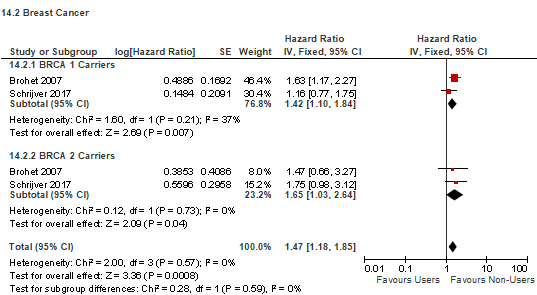 14.2 Breast Cancer
Hazard Ratio Hazard Ratio
Study or Subgroup log[Hazard Ratio] SE Weight IV, Fixed, 95% CI IV, Fixed, 95% CI
14.2.1 BRCA 1 Carriers
Brohet 2007 0.4886 0.1692 46.4% 1.63 [1.17, 2.27]
Schrijver 2017 0.1484 0.2091 30.4% 1.16 [0.77, 1.75]
Subtotal (95% CI) 76.8% 1.42 [1.10, 1.84]
Heterogeneity: Chi² = 1.60, df = 1 (P = 0.21); I² = 37%
Test for overall effect: Z = 2.69 (P = 0.007)
14.2.2 BRCA 2 Carriers
Brohet 2007 0.3853 0.4086 8.0% 1.47 [0.66, 3.27]
Schrijver 2017 0.5596 0.2958 15.2% 1.75 [0.98, 3.12]
Subtotal (95% CI) 23.2% 1.65 [1.03, 2.64]
Heterogeneity: Chi² = 0.12, df = 1 (P = 0.73); I² = 0%
Test for overall effect: Z = 2.09 (P = 0.04)
Total (95% CI) 100.0% 1.47 [1.18, 1.85]
Heterogeneity: Chi² = 2.00, df = 3 (P = 0.57); I² = 0%
Test for overall effect: Z = 3.36 (P = 0.0008)
Test for subgroup differences: Chi² = 0.28, df = 1 (P = 0.59), I² = 0%
0.01 0.1 1 10 100
Favours Users Favours Non-Users